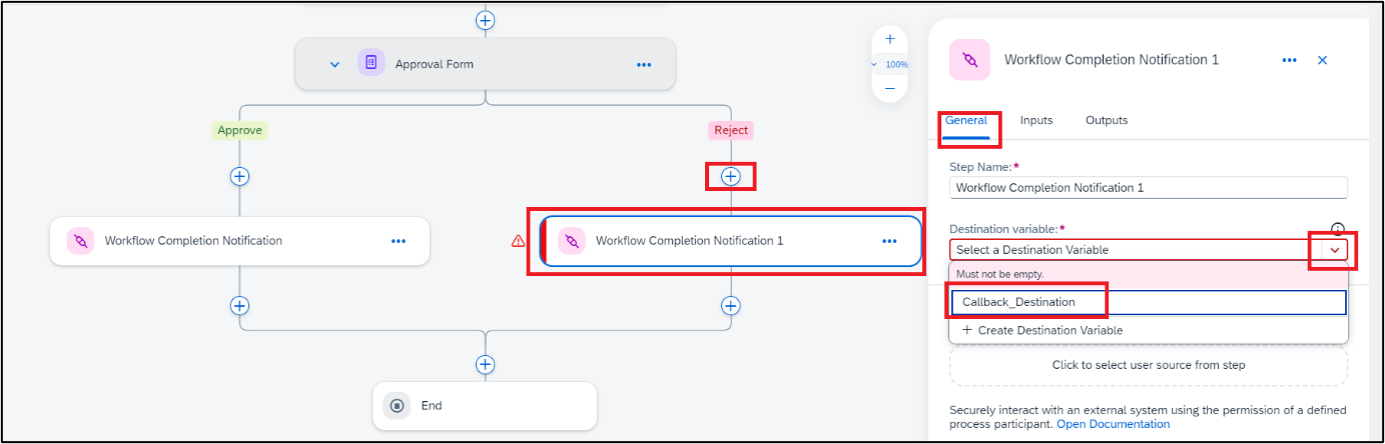 Approval Form
•••
100%
Approve
Reject
Workflow Completion Notification
•••
Workflow Completion Notification 1
•••
End
Workflow Completion Notification 1
•••
General
Inputs
Outputs
Step Name:*
Workflow Completion Notification 1
Destination variable:*
Select a Destination Variable
Must not be empty.
Callback_Destination
+ Create Destination Variable
Click to select user source from step
Securely interact with an external system using the permission of a defined
process participant. Open Documentation